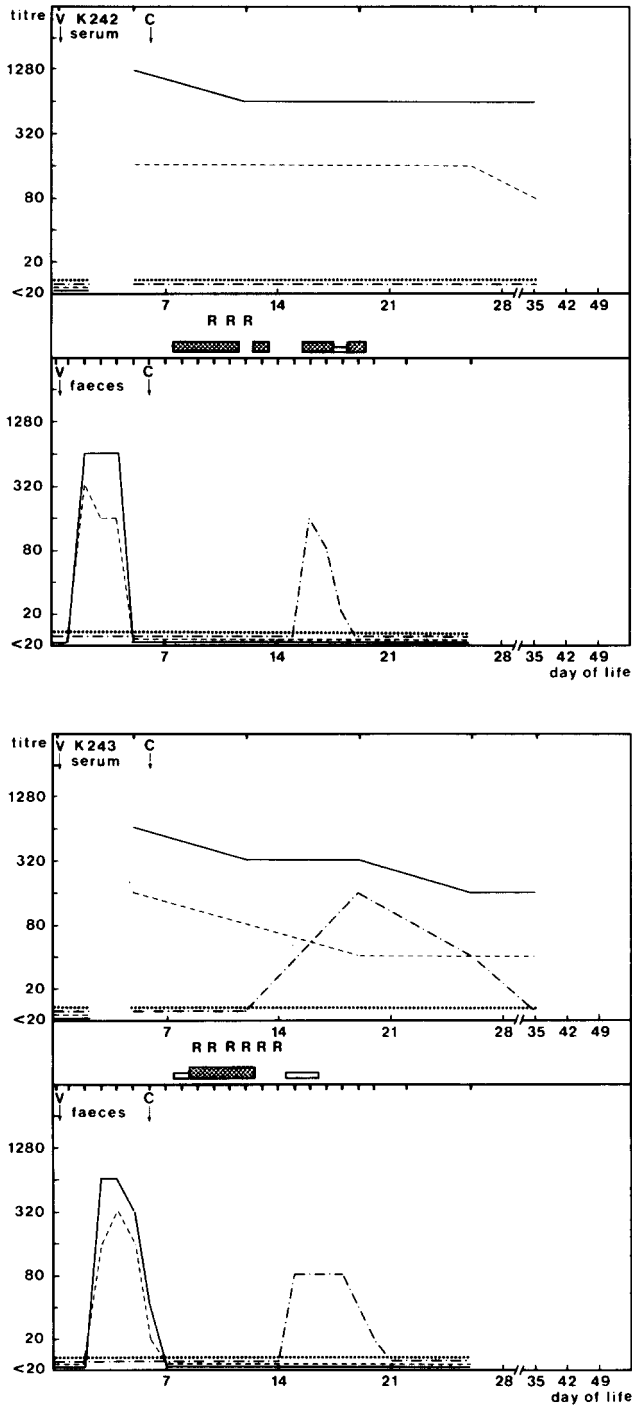 titre V K242 C
serum
1280
320
80
20
<20
7 14 21 28 35 42 49
R R R
V faeces C
1280
320
80
20
<20
7 14 21 28 35 42 49
day of life
titre V K243 C
serum
1280
320
80
20
<20
7 14 21 28 35 42 49
R R R R R R R
V faeces C
1280
320
80
20
<20
7 14 21 28 35 42 49
day of life